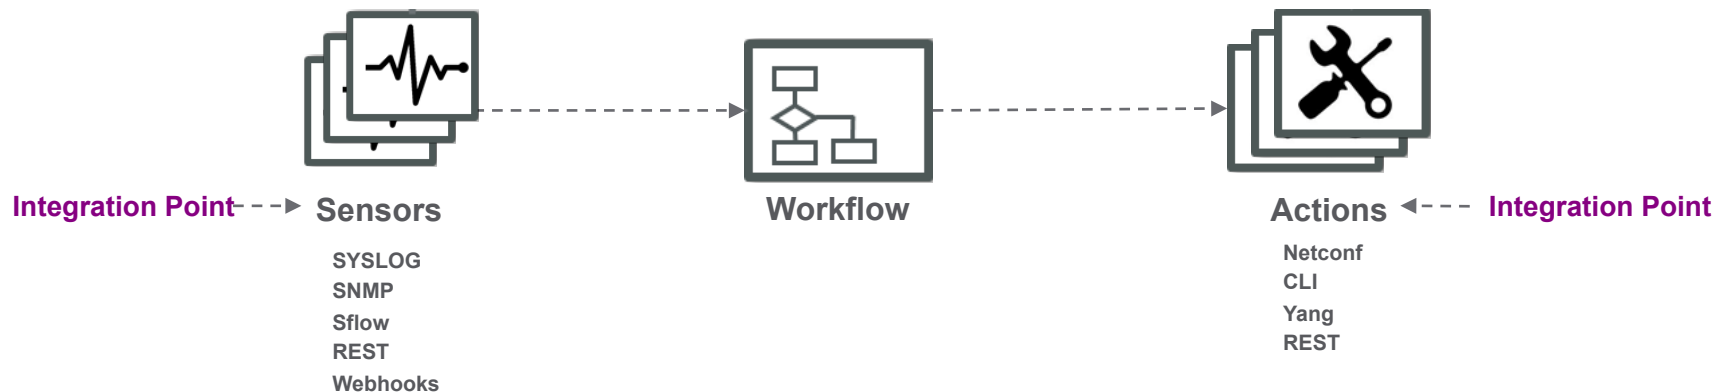 Integration Point
Sensors
Workflow
Actions
Integration Point
SYSLOG
SNMP
Sflow
REST
Webhooks
Netconf
CLI
Yang
REST